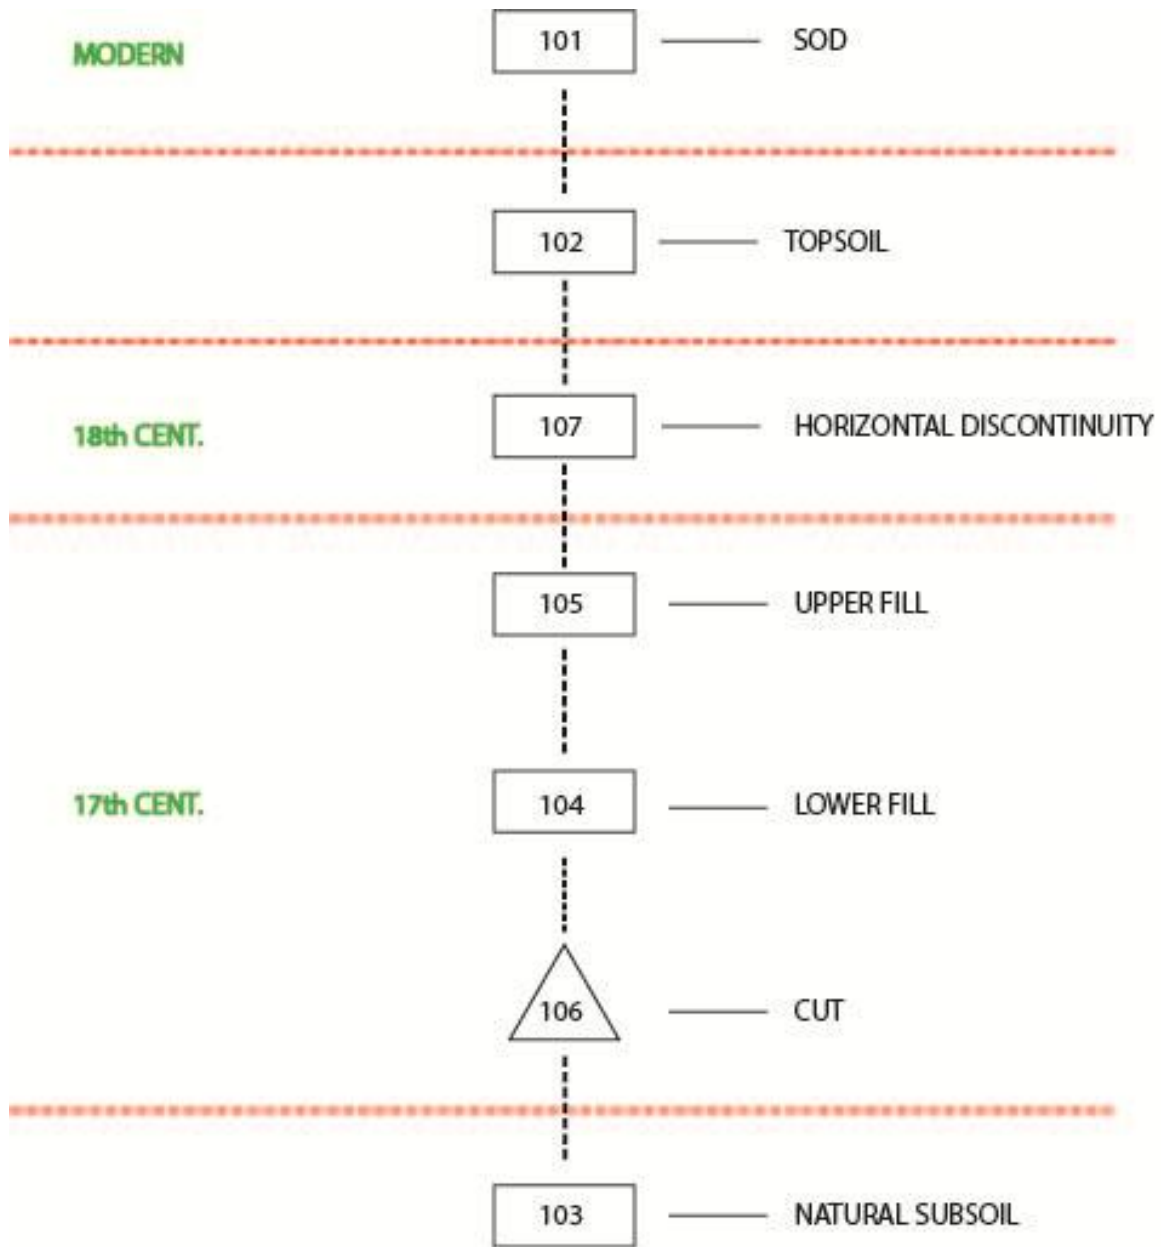 MODERN 101 SOD
102 TOPSOIL
18th CENT. 107 HORIZONTAL DISCONTINUITY
105 UPPER FILL
17th CENT. 104 LOWER FILL
106 CUT
103 NATURAL SUBSOIL